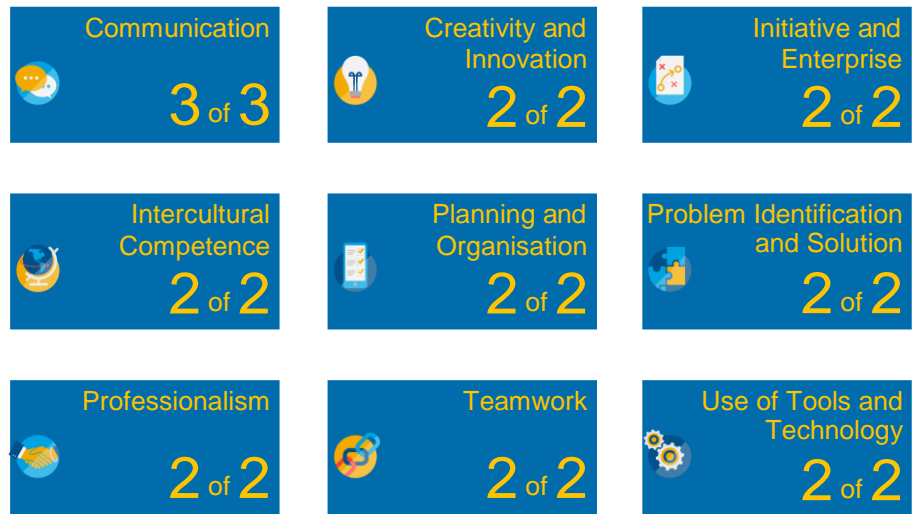 Communication
3 of 3
Creativity and
Innovation
2 of 2
Initiative and
Enterprise
2 of 2
Intercultural
Competence
2 of 2
Planning and
Organisation
2 of 2
Problem Identification
and Solution
2 of 2
Professionalism
2 of 2
Teamwork
2 of 2
Use of Tools and
Technology
2 of 2